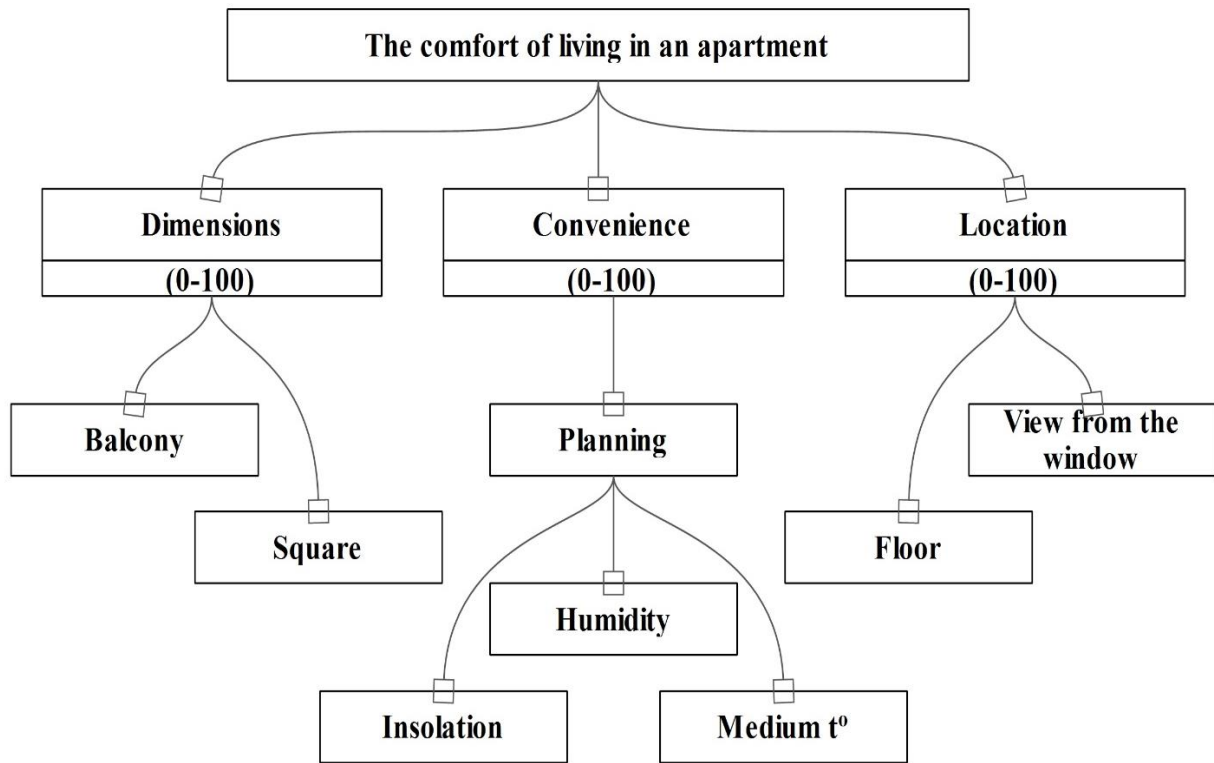 The comfort of living in an apartment
Dimensions
(0-100)
Convenience
(0-100)
Location
(0-100)
Balcony
Square
Planning
Humidity
Insolation
Medium tº
View from the
window
Floor